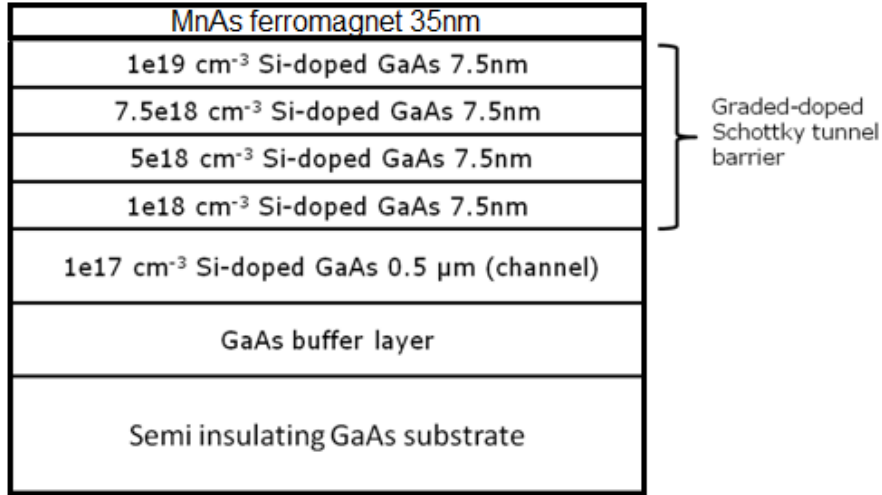 MnAs ferromagnet 35nm
1e19 cm⁻³ Si-doped GaAs 7.5nm
7.5e18 cm⁻³ Si-doped GaAs 7.5nm
5e18 cm⁻³ Si-doped GaAs 7.5nm
1e18 cm⁻³ Si-doped GaAs 7.5nm
Graded-doped
Schottky tunnel
barrier
1e17 cm⁻³ Si-doped GaAs 0.5 μm (channel)
GaAs buffer layer
Semi insulating GaAs substrate